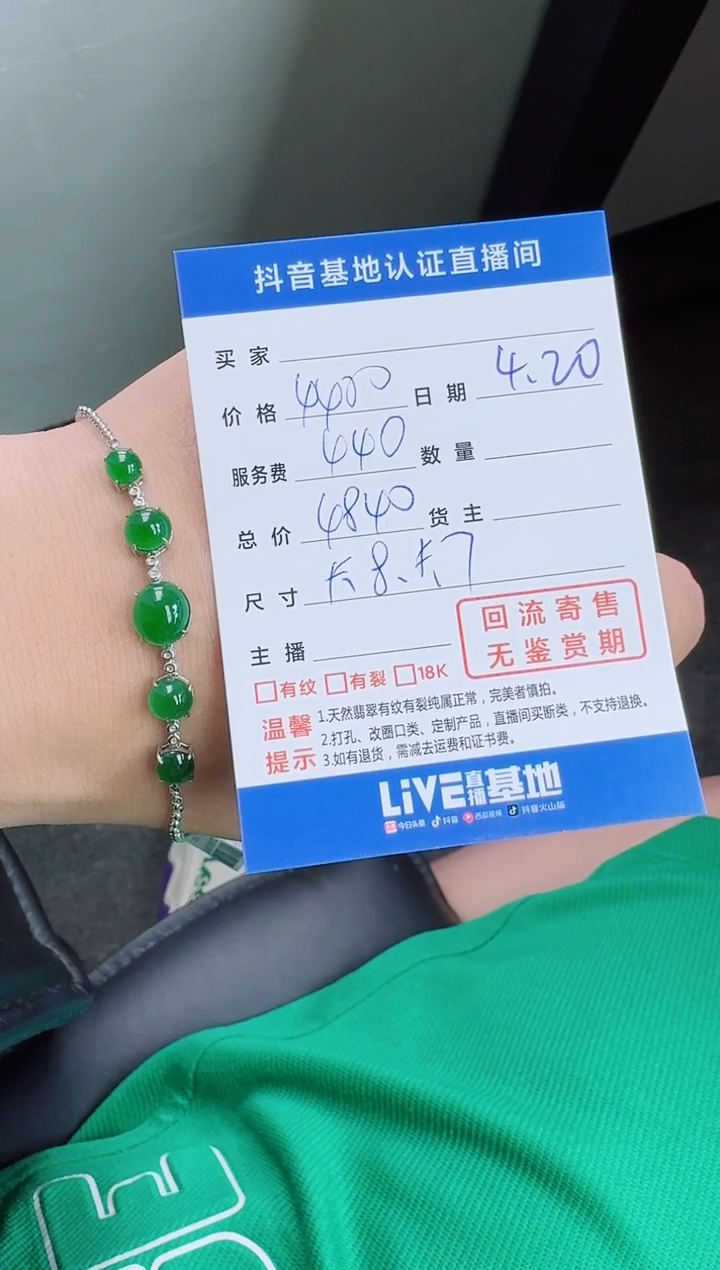 抖音基地认证直播间
买家
价格 4400 日期 4.20
服务费 440 数量
总价 4840 货主
尺寸
主播
回流寄售
无鉴赏期
□有纹 □有裂 □18K
温馨提示
1.天然翡翠有纹有裂纯属正常，完美者慎拍。
2.打孔、改圈口类、定制产品，直播间买断类，不支持退换。
3.如有退货，需减去运费和证书费。
LiVE直播基地
今日头条 抖音 西瓜视频 抖音火山版